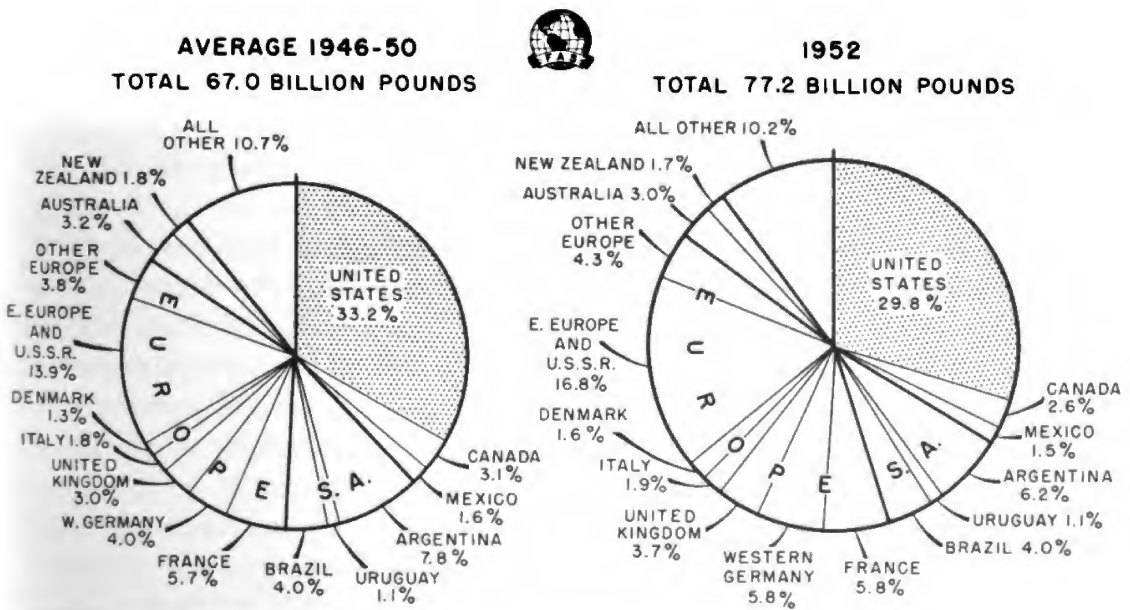 AVERAGE 1946-50
TOTAL 67.0 BILLION POUNDS
ALL
OTHER 10.7%
NEW
ZEALAND 1.8%
AUSTRALIA
3.2%
OTHER
EUROPE
3.8%
E. EUROPE
AND
U.S.S.R.
13.9%
DENMARK
1.3%
ITALY 1.8%
UNITED
KINGDOM
3.0%
W. GERMANY
4.0%
FRANCE
5.7%
BRAZIL
4.0%
URUGUAY
1.1%
ARGENTINA
7.8%
MEXICO
1.6%
CANADA
3.1%
UNITED
STATES
33.2%
EUROPE
S.A.
1952
TOTAL 77.2 BILLION POUNDS
ALL OTHER 10.2%
NEW ZEALAND 1.7%
AUSTRALIA 3.0%
OTHER
EUROPE
4.3%
E. EUROPE
AND
U.S.S.R.
16.8%
DENMARK
1.6%
ITALY
1.9%
UNITED
KINGDOM
3.7%
WESTERN
GERMANY
5.8%
FRANCE
5.8%
BRAZIL 4.0%
URUGUAY 1.1%
ARGENTINA
6.2%
MEXICO
1.5%
CANADA
2.6%
UNITED
STATES
29.8%
EUROPE
S.A.